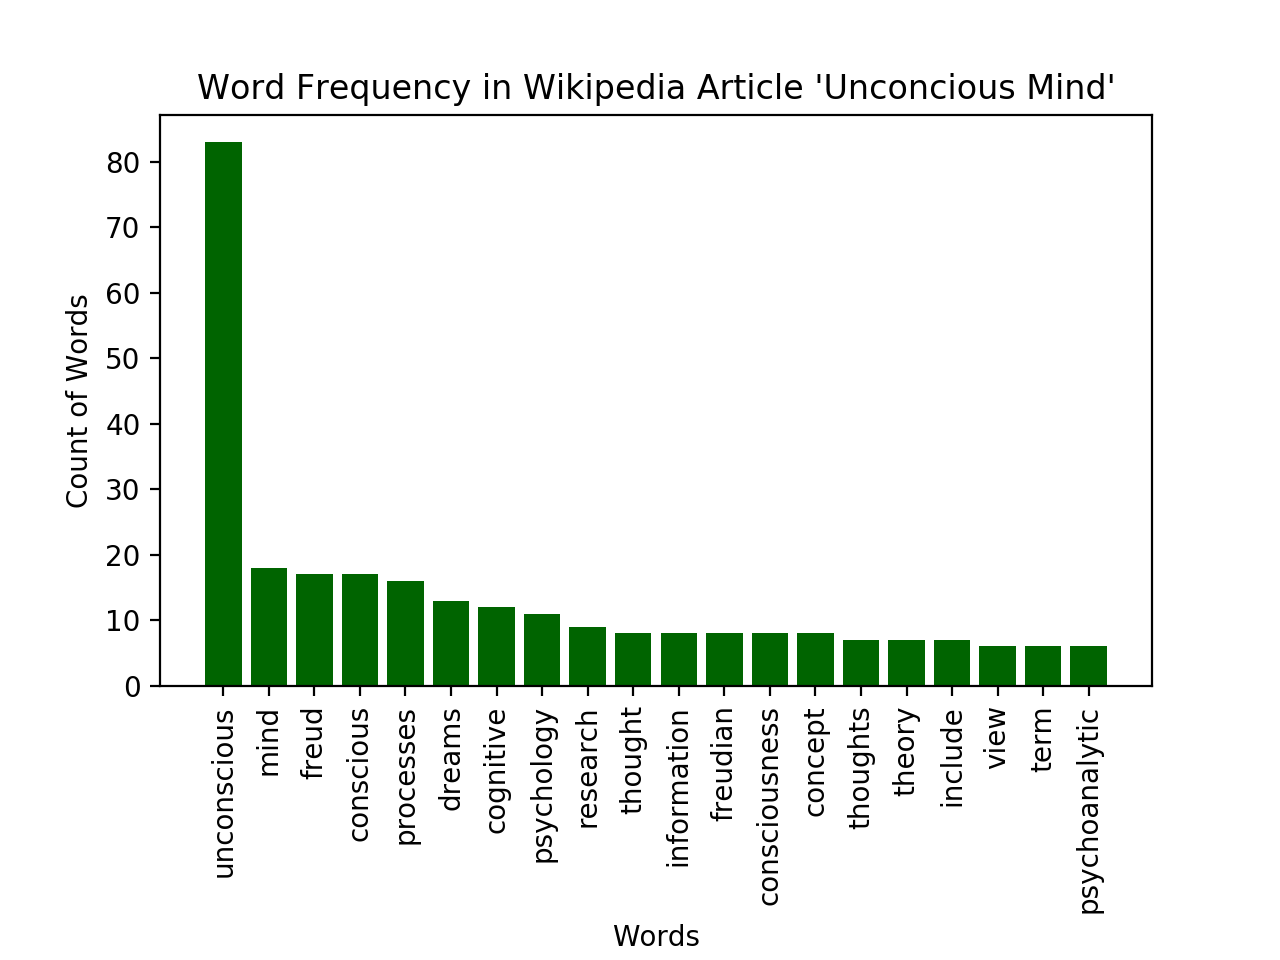 Word Frequency in Wikipedia Article 'Unconcious Mind'
Count of Words
80
70
60
50
40
30
20
10
0
unconscious
mind
freud
conscious
processes
dreams
cognitive
psychology
research
thought
information
freudian
consciousness
concept
thoughts
theory
include
view
term
psychoanalytic
Words